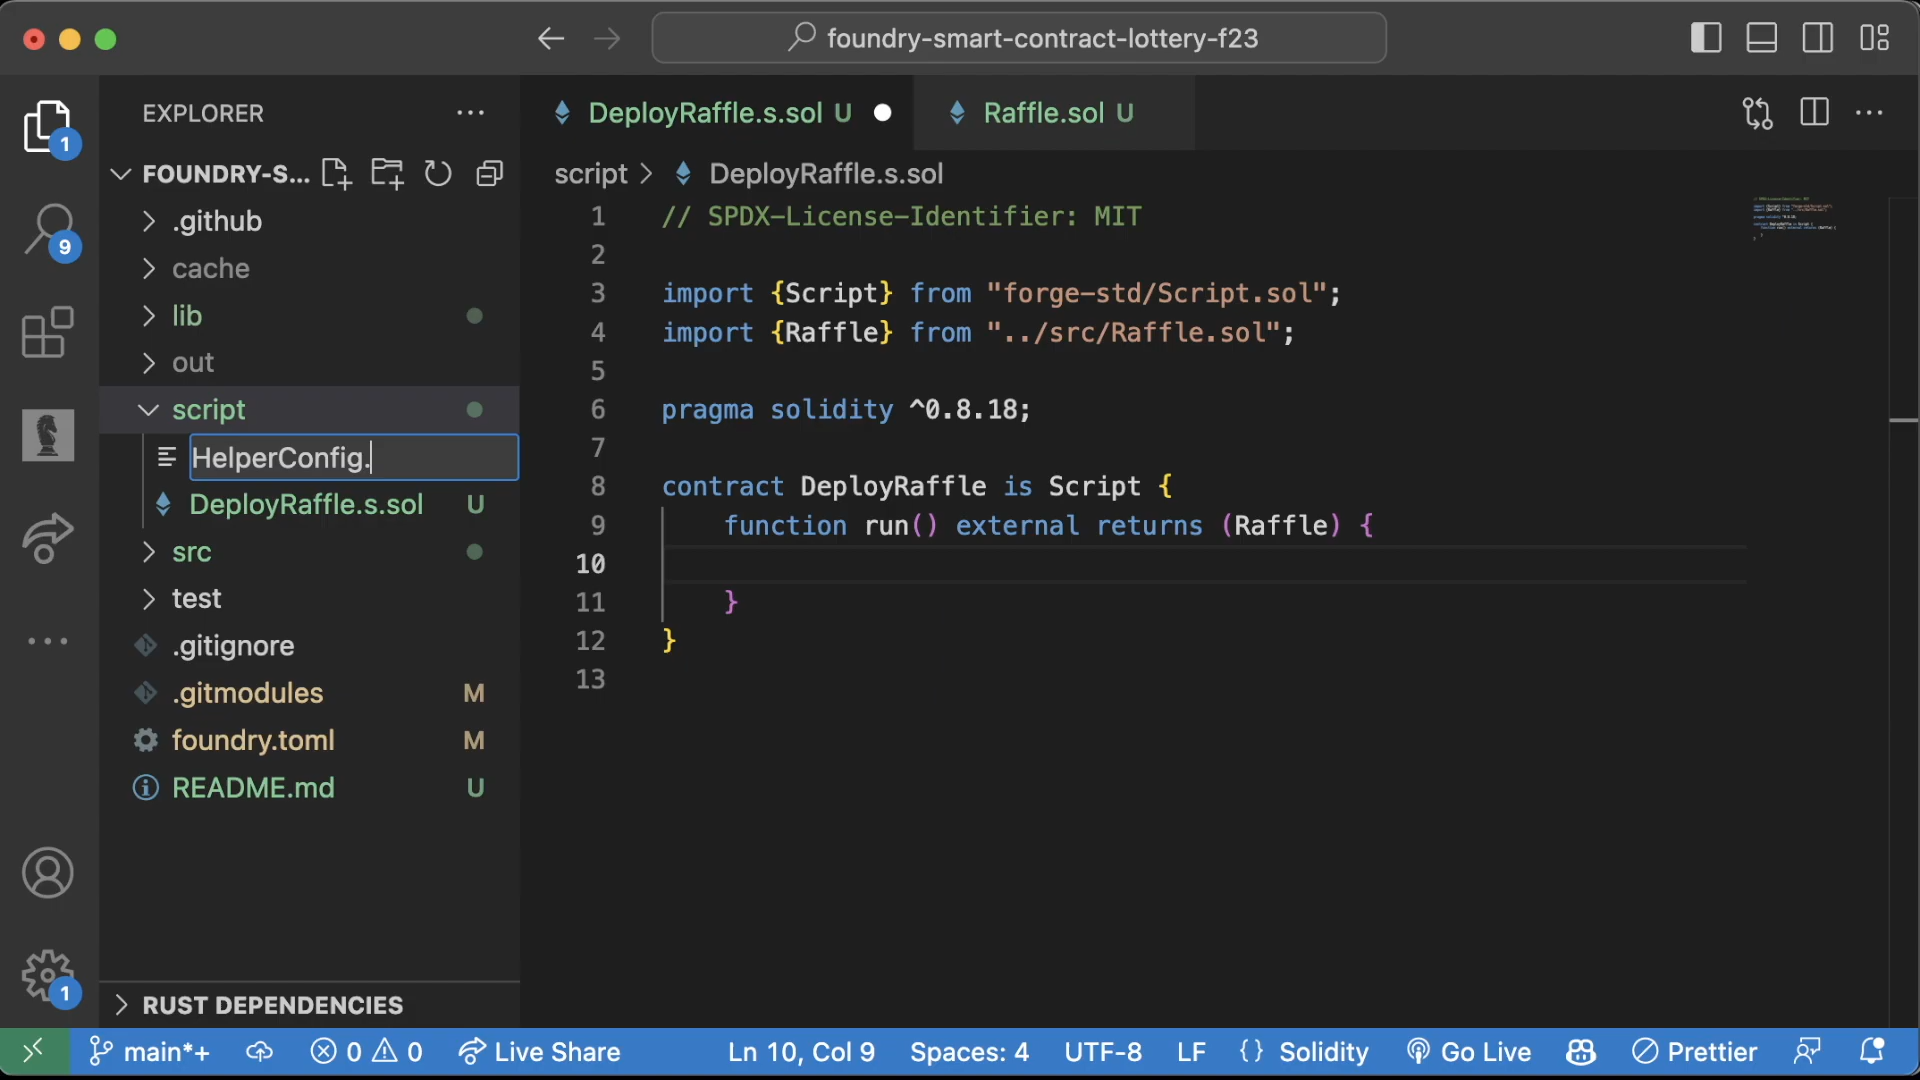 foundry-smart-contract-lottery-f23
EXPLORER
FOUNDRY-S...
.github
cache
lib
out
script
HelperConfig.
DeployRaffle.s.sol U
src
test
.gitignore
.gitmodules M
foundry.toml M
README.md U
RUST DEPENDENCIES
1
9
1
DeployRaffle.s.sol U
Raffle.sol U
script > DeployRaffle.s.sol
1 // SPDX-License-Identifier: MIT
2
3 import {Script} from "forge-std/Script.sol";
4 import {Raffle} from "../src/Raffle.sol";
5
6 pragma solidity ^0.8.18;
7
8 contract DeployRaffle is Script {
9 function run() external returns (Raffle) {
10
11 }
12 }
13
main*+ 0 0 Live Share Ln 10, Col 9 Spaces: 4 UTF-8 LF {} Solidity Go Live Prettier